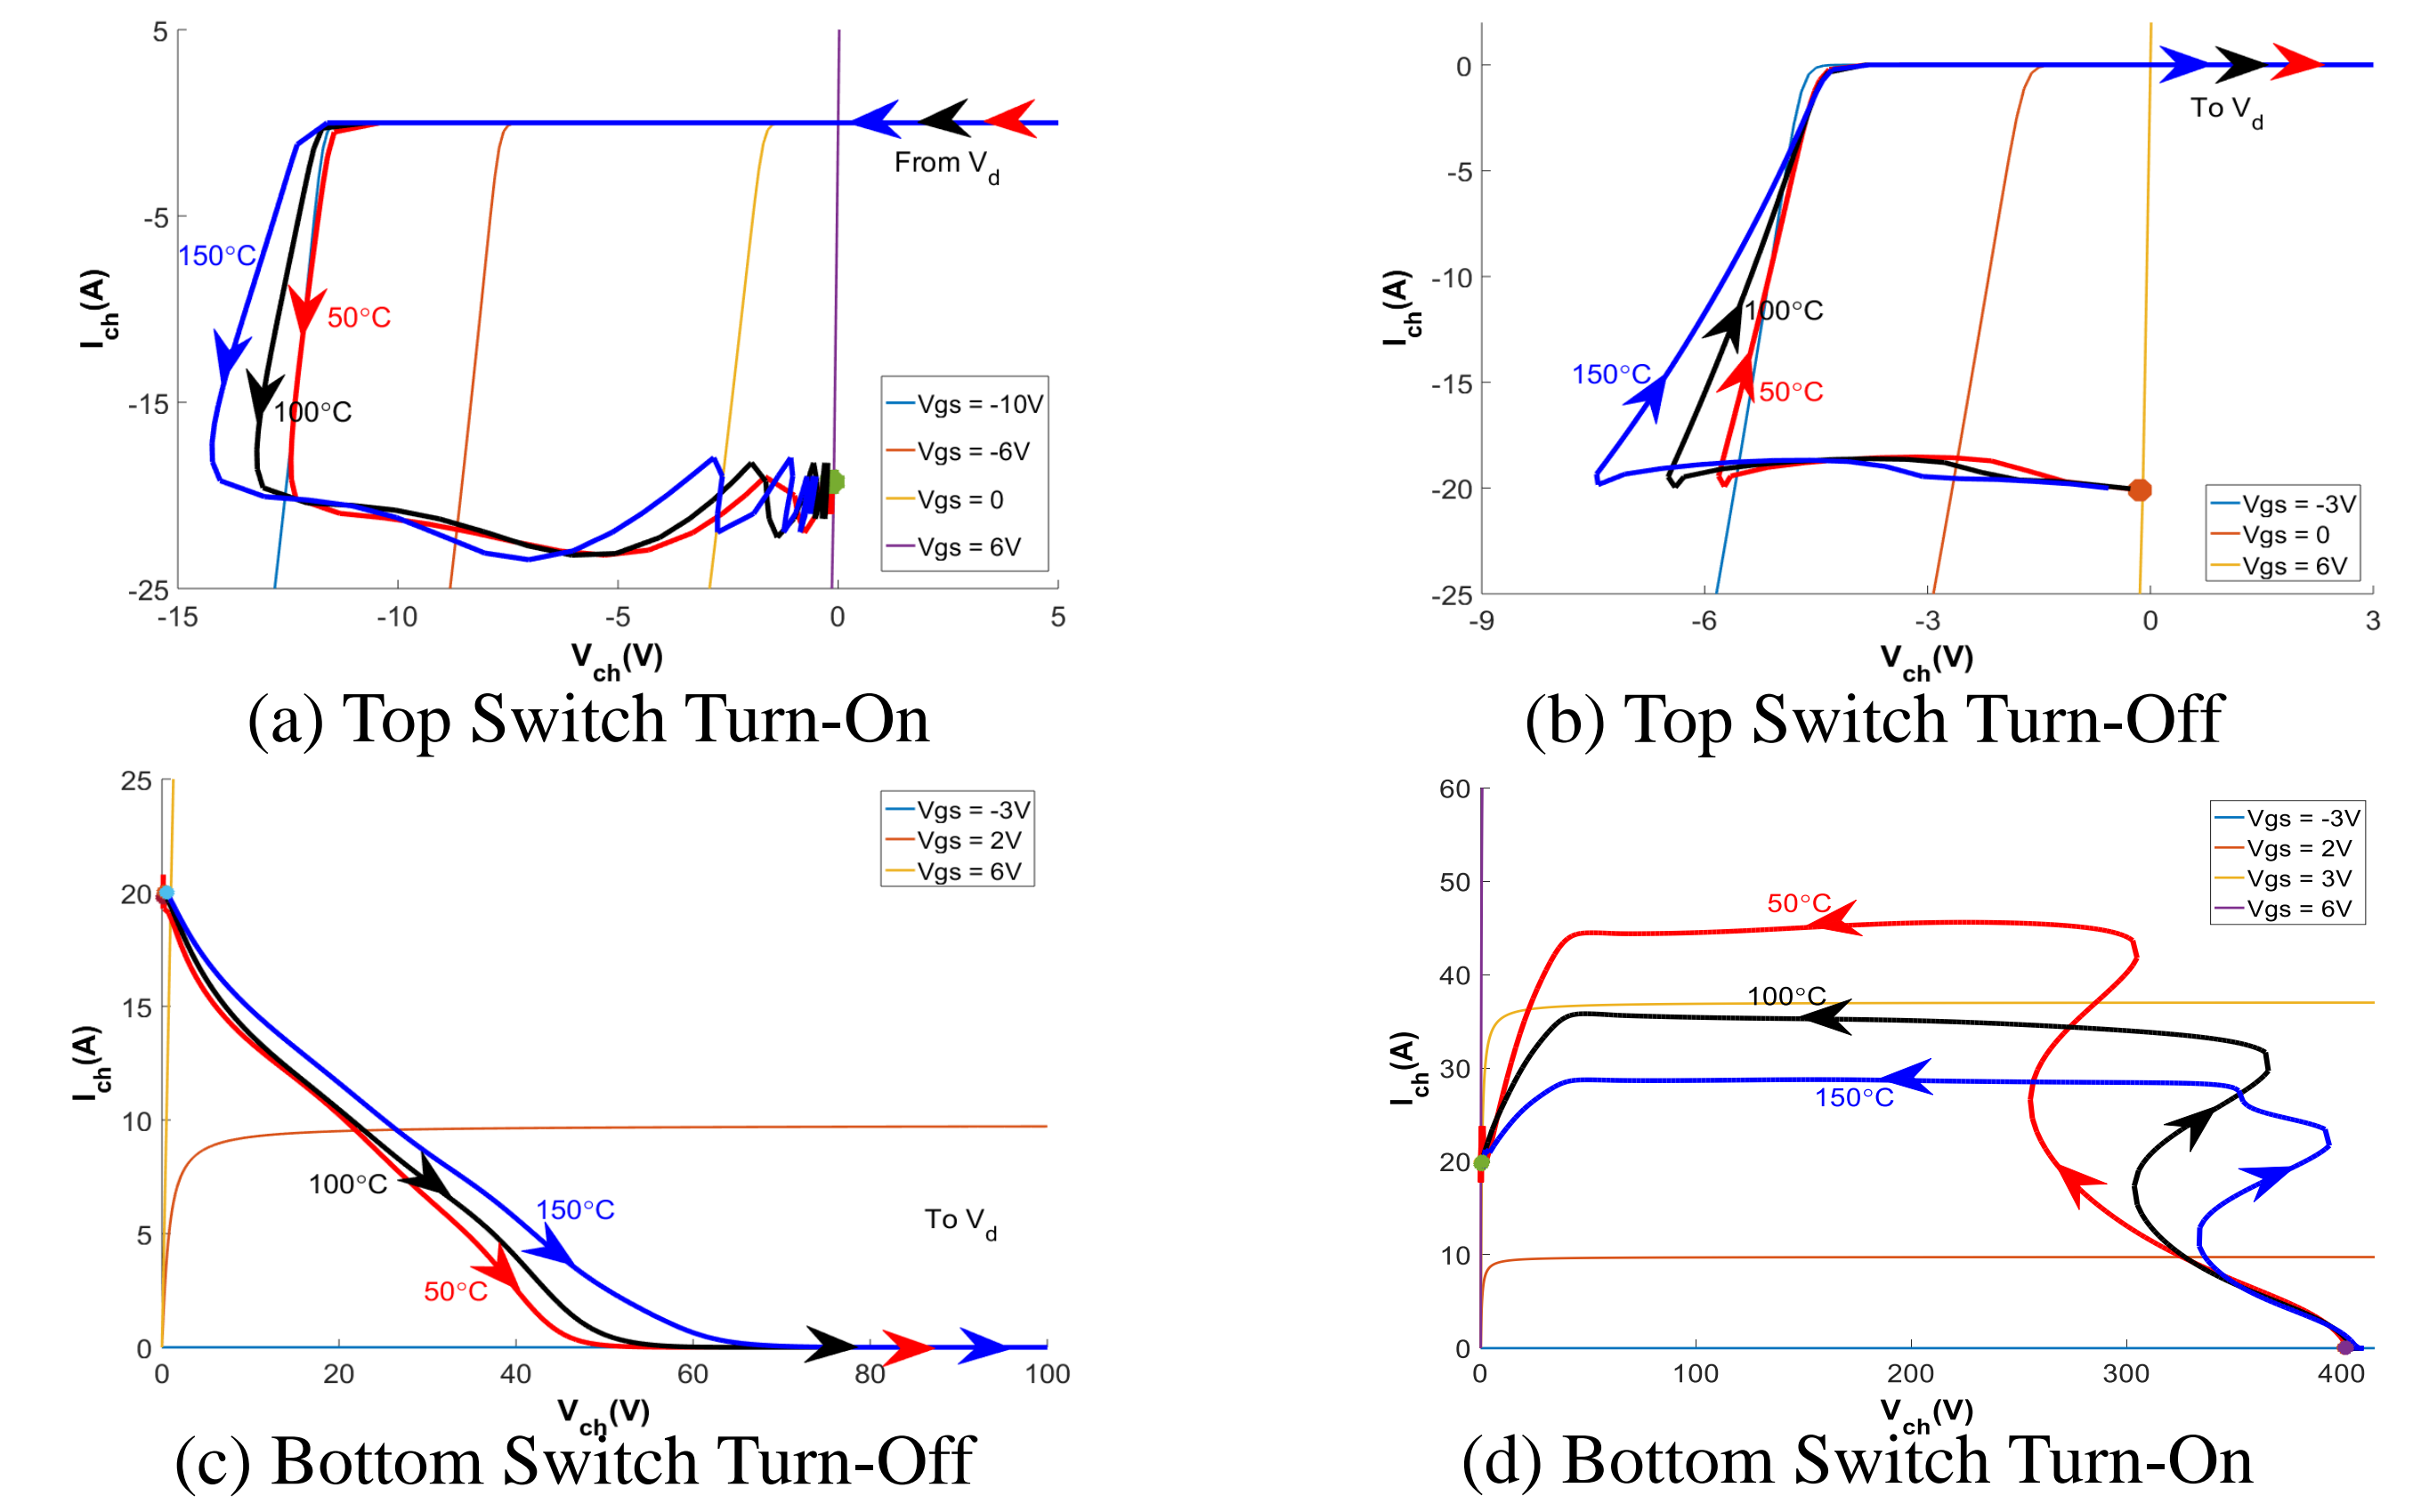 5
-5
-15
-25
-15
-10
-5
0
5
I_ch(A)
V_ch(V)
From V_d
150°C
50°C
100°C
Vgs = -10V
Vgs = -6V
Vgs = 0
Vgs = 6V
(a) Top Switch Turn-On
0
-5
-10
-15
-20
-25
-9
-6
-3
0
3
I_ch(A)
V_ch(V)
To V_d
100°C
150°C
50°C
Vgs = -3V
Vgs = 0
Vgs = 6V
(b) Top Switch Turn-Off
25
20
15
10
5
0
0
20
40
60
80
100
I_ch(A)
V_ch(V)
Vgs = -3V
Vgs = 2V
Vgs = 6V
100°C
150°C
50°C
To V_d
(c) Bottom Switch Turn-Off
60
50
40
30
20
10
0
0
100
200
300
400
I_ch(A)
V_ch(V)
Vgs = -3V
Vgs = 2V
Vgs = 3V
Vgs = 6V
50°C
100°C
150°C
(d) Bottom Switch Turn-On